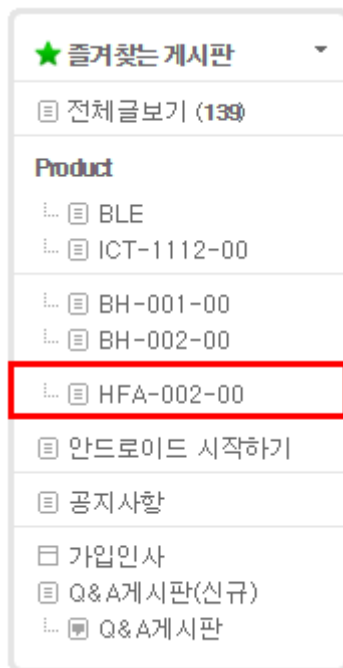 즐겨찾는 게시판
전체글보기 (139)
Product
BLE
ICT-1112-00
BH-001-00
BH-002-00
HFA-002-00
안드로이드 시작하기
공지사항
가입인사
Q&A게시판(신규)
Q&A게시판